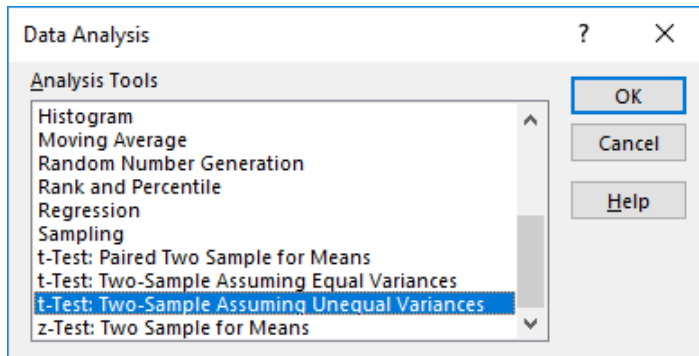 Data Analysis
?
Analysis Tools
Histogram
Moving Average
Random Number Generation
Rank and Percentile
Regression
Sampling
t-Test: Paired Two Sample for Means
t-Test: Two-Sample Assuming Equal Variances
t-Test: Two-Sample Assuming Unequal Variances
z-Test: Two Sample for Means
OK
Cancel
Help